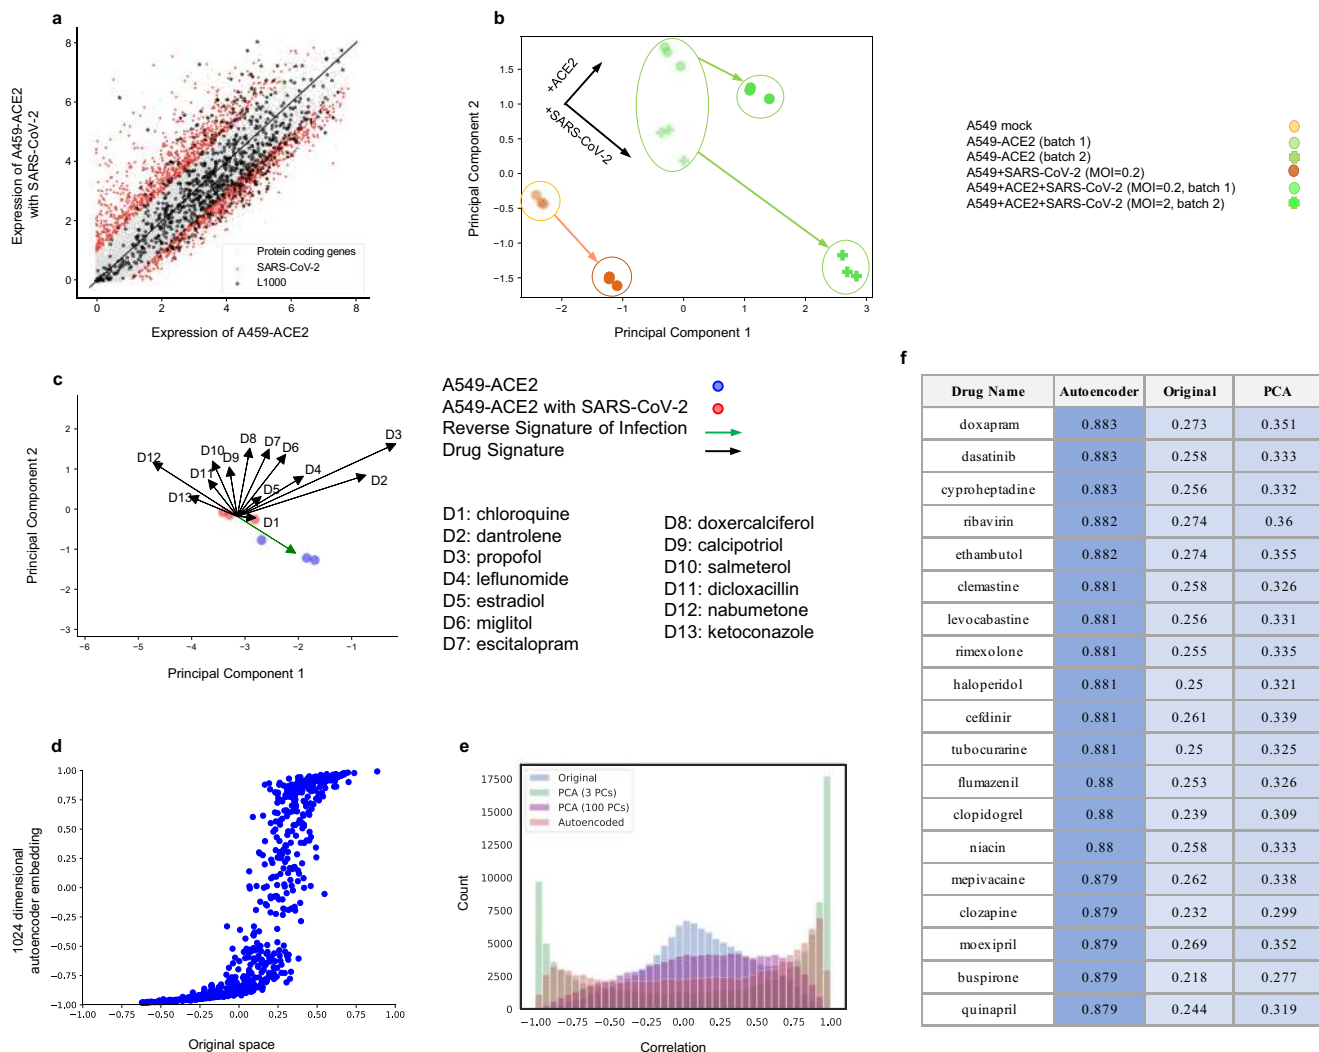 a
Expression of A459-ACE2
with SARS-CoV-2
8
6
4
2
0
Protein coding genes
SARS-CoV-2
L1000
0 2 4 6 8
Expression of A459-ACE2
b
Principal Component 2
1.5
1.0
0.5
0.0
−0.5
−1.0
−1.5
+ACE2
+SARS-CoV-2
−2 −1 0 1 2 3
Principal Component 1
A549 mock
A549-ACE2 (batch 1)
A549-ACE2 (batch 2)
A549+SARS-CoV-2 (MOI=0.2)
A549+ACE2+SARS-CoV-2 (MOI=0.2, batch 1)
A549+ACE2+SARS-CoV-2 (MOI=2, batch 2)
c
Principal Component 2
2
1
0
−1
−2
−3
D12
D10
D9
D8
D7
D6
D3
D11
D4
D2
D13
D5
D1
−6 −5 −4 −3 −2 −1
Principal Component 1
A549-ACE2
A549-ACE2 with SARS-CoV-2
Reverse Signature of Infection
Drug Signature
D1: chloroquine
D2: dantrolene
D3: propofol
D4: leflunomide
D5: estradiol
D6: miglitol
D7: escitalopram
D8: doxercalciferol
D9: calcipotriol
D10: salmeterol
D11: dicloxacillin
D12: nabumetone
D13: ketoconazole
d
1024 dimensional
autoencoder embedding
1.00
0.75
0.50
0.25
0.00
−0.25
−0.50
−0.75
−1.00
−1.00 −0.75 −0.50 −0.25 0.00 0.25 0.50 0.75 1.00
Original space
e
Count
17500
15000
12500
10000
7500
5000
2500
0
Original
PCA (3 PCs)
PCA (100 PCs)
Autoencoded
−1.00 −0.75 −0.50 −0.25 0.00 0.25 0.50 0.75 1.00
Correlation
f
Drug Name Autoencoder Original PCA
doxapram 0.883 0.273 0.351
dasatinib 0.883 0.258 0.333
cyproheptadine 0.883 0.256 0.332
ribavirin 0.882 0.274 0.36
ethambutol 0.882 0.274 0.355
clemastine 0.881 0.258 0.326
levocabastine 0.881 0.256 0.331
rimexolone 0.881 0.255 0.335
haloperidol 0.881 0.25 0.321
cefdinir 0.881 0.261 0.339
tubocurarine 0.881 0.25 0.325
flumazenil 0.88 0.253 0.326
clopidogrel 0.88 0.239 0.309
niacin 0.88 0.258 0.333
mepivacaine 0.879 0.262 0.338
clozapine 0.879 0.232 0.299
moexipril 0.879 0.269 0.352
buspirone 0.879 0.218 0.277
quinapril 0.879 0.244 0.319